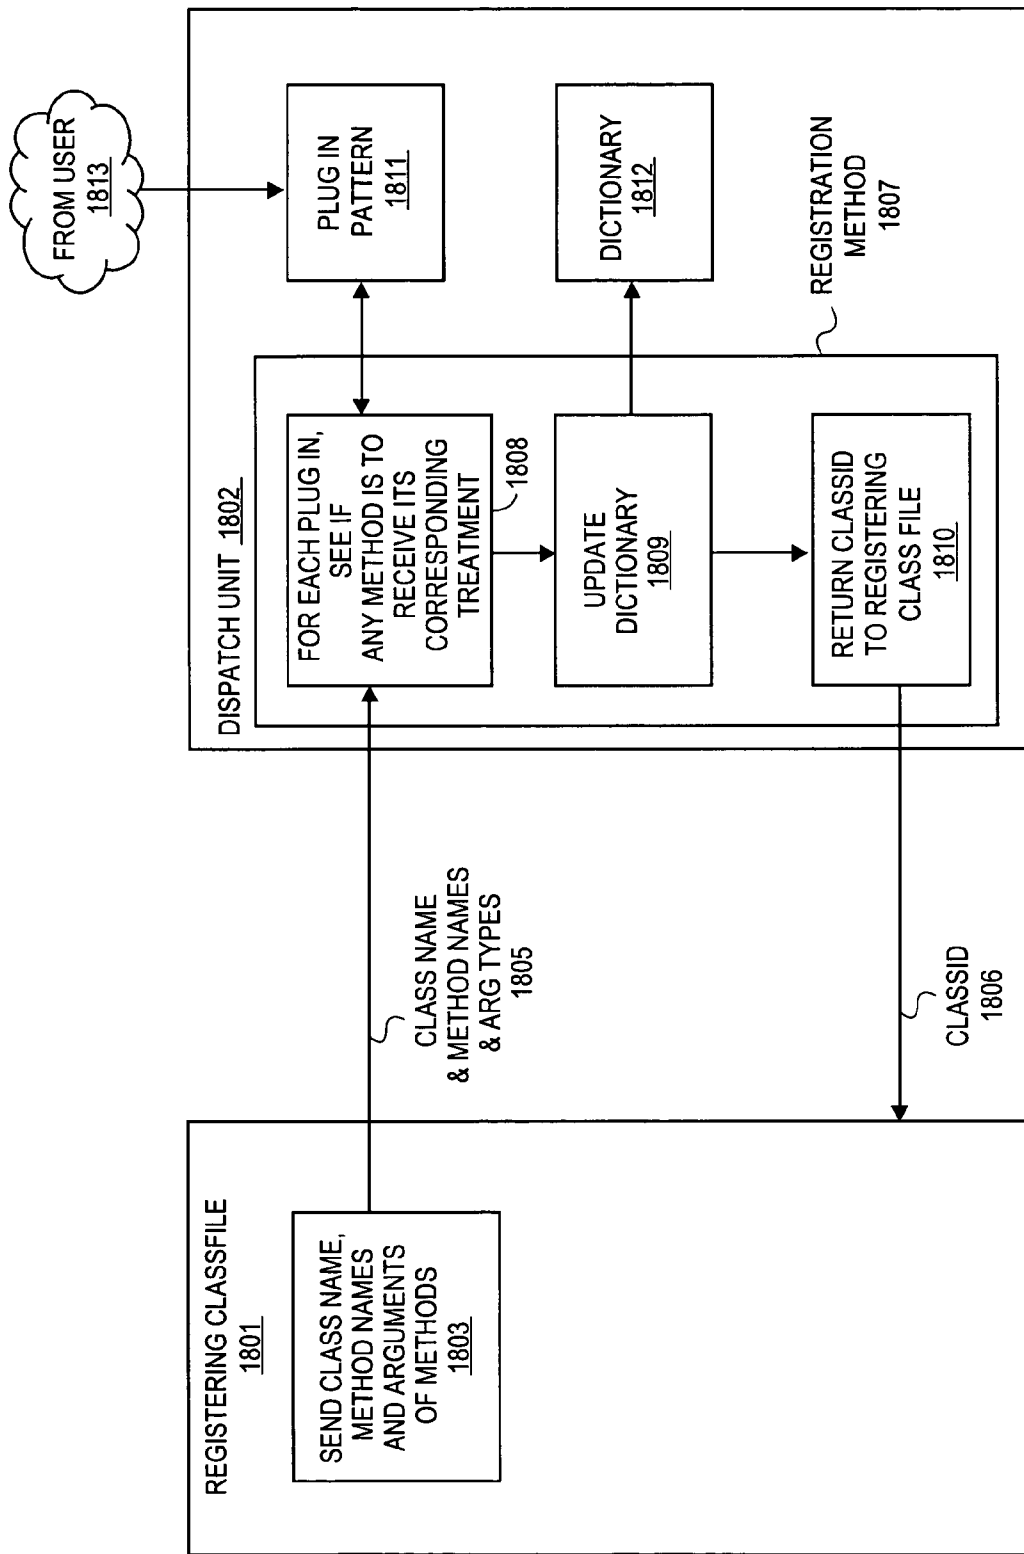 REGISTERING CLASSFILE
1801
SEND CLASS NAME,
METHOD NAMES
AND ARGUMENTS
OF METHODS
1803
CLASS NAME
& METHOD NAMES
& ARG TYPES
1805
CLASSID
1806
DISPATCH UNIT 1802
FOR EACH PLUG IN,
SEE IF
ANY METHOD IS TO
RECEIVE ITS
CORRESPONDING
TREATMENT
1808
UPDATE
DICTIONARY
1809
RETURN CLASSID
TO REGISTERING
CLASS FILE
1810
FROM USER
1813
PLUG IN
PATTERN
1811
DICTIONARY
1812
REGISTRATION
METHOD
1807